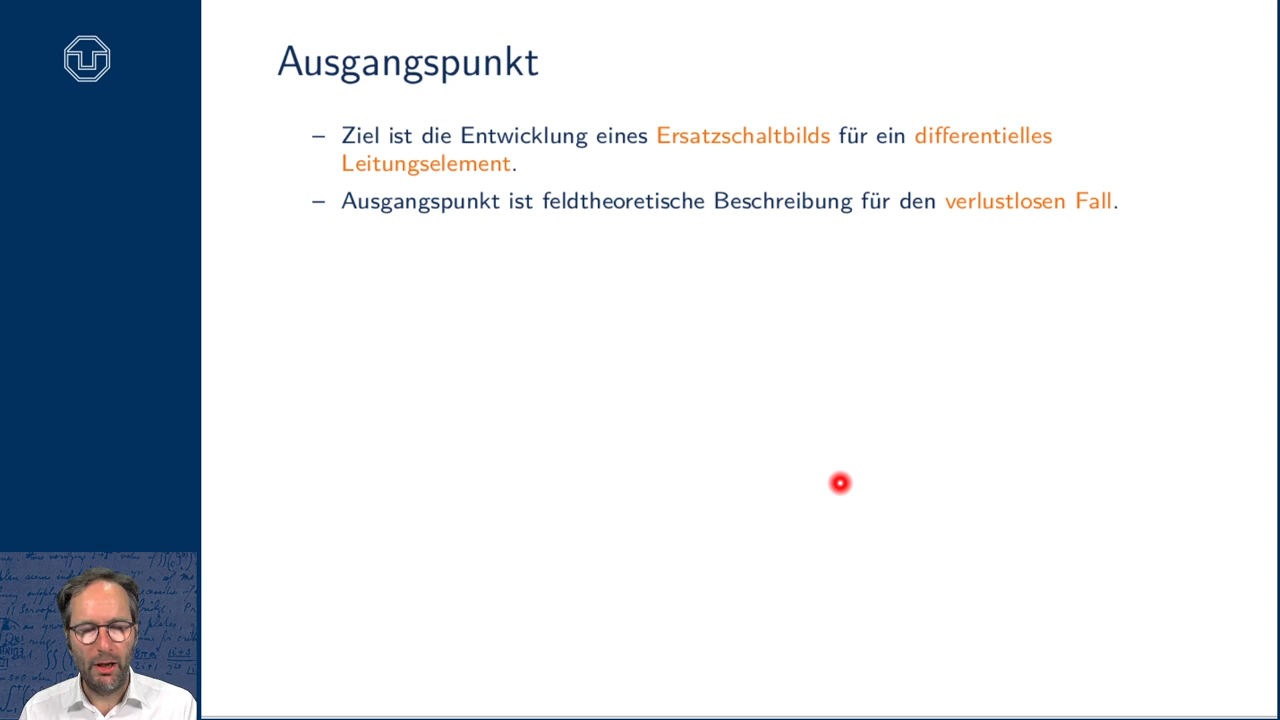 Ausgangspunkt
– Ziel ist die Entwicklung eines Ersatzschaltbilds für ein differentielles
Leitungselement.
– Ausgangspunkt ist feldtheoretische Beschreibung für den verlustlosen Fall.